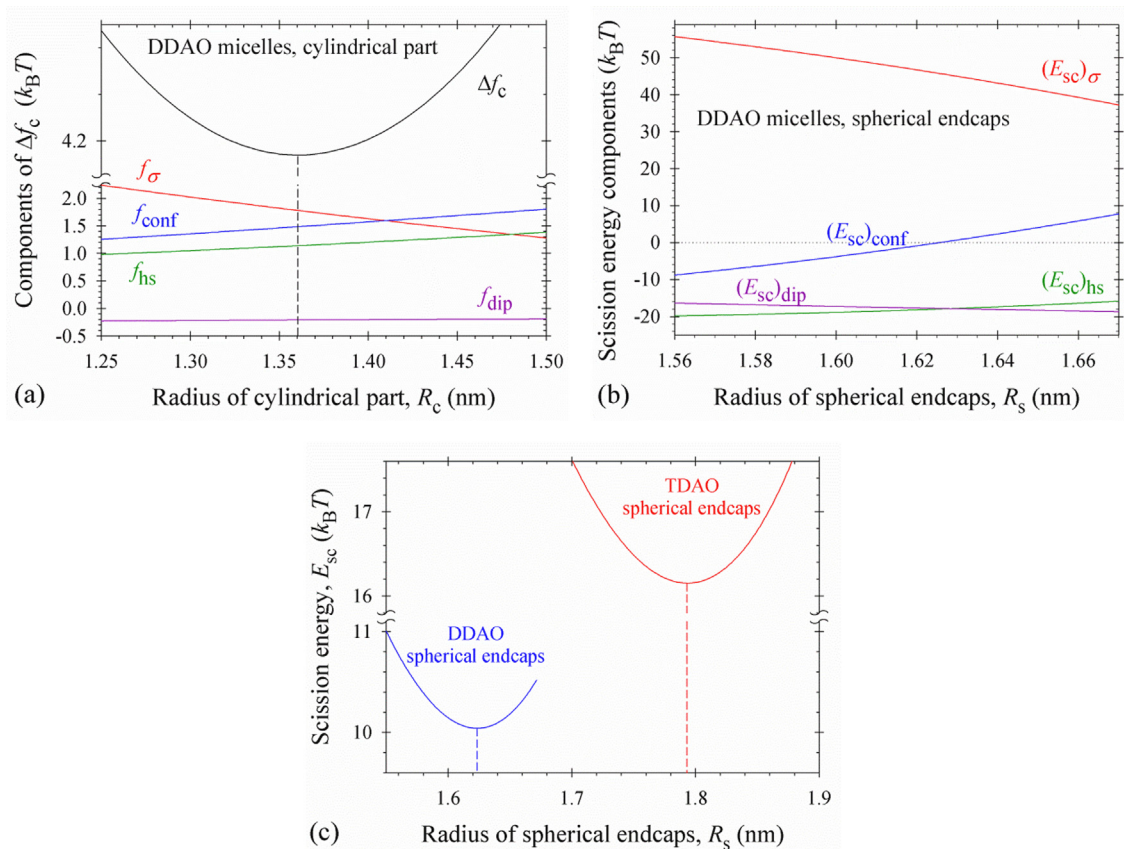 DDAO micelles, cylindrical part
Δfc
Components of Δfc (kBT)
4.2
2.0
1.5
1.0
0.5
0.0
-0.5
fσ
fconf
fhs
fdip
1.25 1.30 1.35 1.40 1.45 1.50
(a) Radius of cylindrical part, Rc (nm)
Scission energy components (kBT)
50
40
30
20
10
0
-10
-20
(Esc)σ
DDAO micelles, spherical endcaps
(Esc)conf
(Esc)dip
(Esc)hs
1.56 1.58 1.60 1.62 1.64 1.66
(b) Radius of spherical endcaps, Rs (nm)
Scission energy, Esc (kBT)
17
16
11
10
TDAO
spherical endcaps
DDAO
spherical endcaps
1.6 1.7 1.8 1.9
(c) Radius of spherical endcaps, Rs (nm)